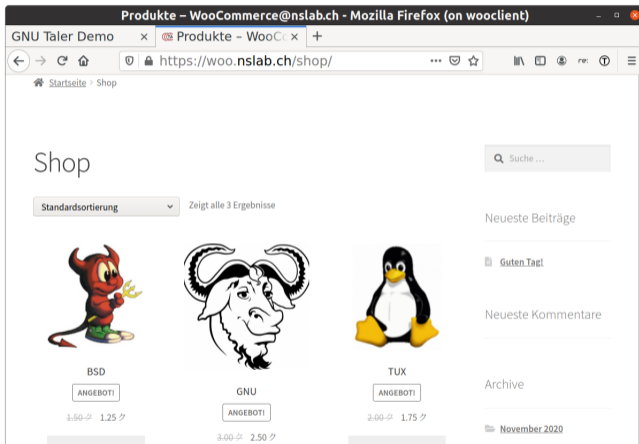 Produkte – WooCommerce@nslab.ch - Mozilla Firefox (on wooclient)
GNU Taler Demo × Produkte – WooCo × +
https://woo.nslab.ch/shop/
Startseite › Shop
Shop
Suche …
Standardsortierung
Zeigt alle 3 Ergebnisse
Neueste Beiträge
Guten Tag!
Neueste Kommentare
BSD
ANGEBOT!
1.50 ク 1.25 ク
GNU
ANGEBOT!
3.00 ク 2.50 ク
TUX
ANGEBOT!
2.00 ク 1.75 ク
Archive
November 2020